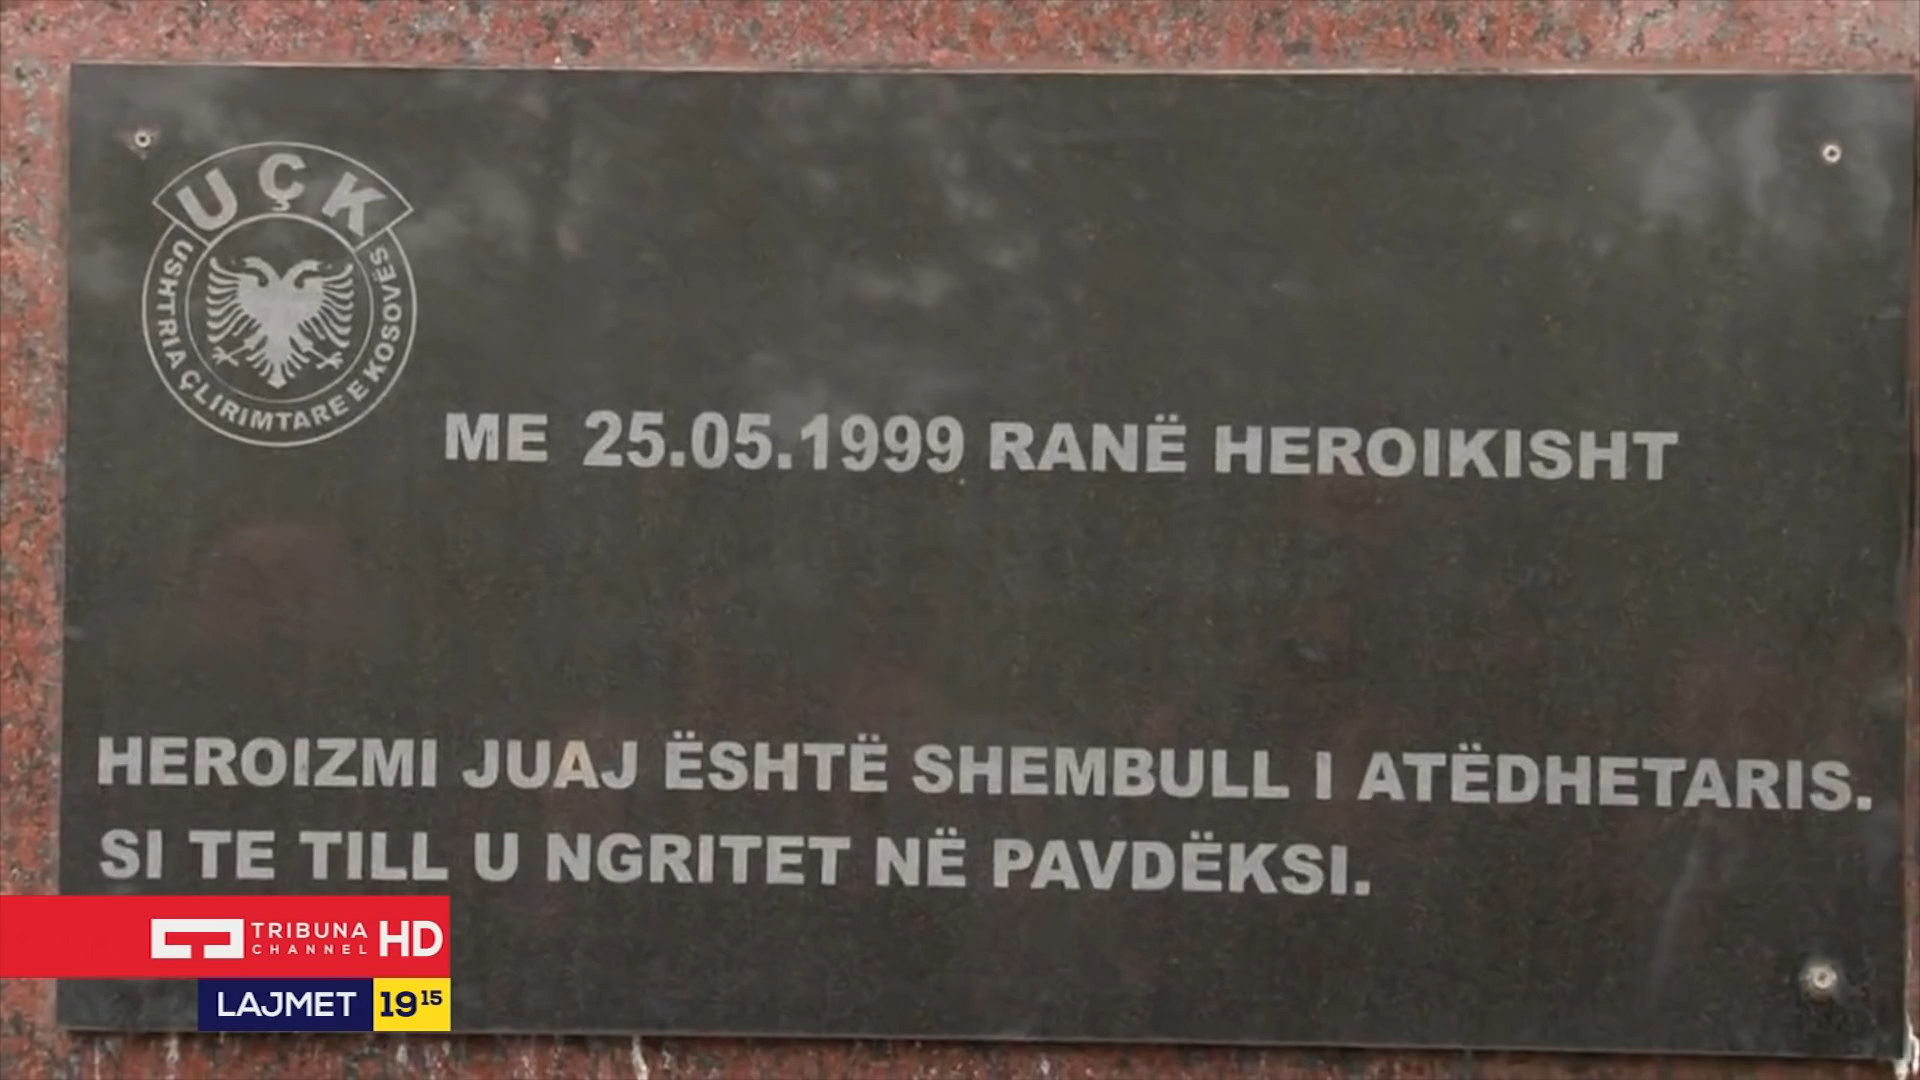 UÇK
USHTRIA ÇLIRIMTARE E KOSOVËS
ME 25.05.1999 RANË HEROIKISHT
HEROIZMI JUAJ ËSHTË SHEMBULL I ATËDHETARIS.
SI TE TILL U NGRITET NË PAVDËKSI.
TRIBUNA
CHANNEL
HD
LAJMET 19 15